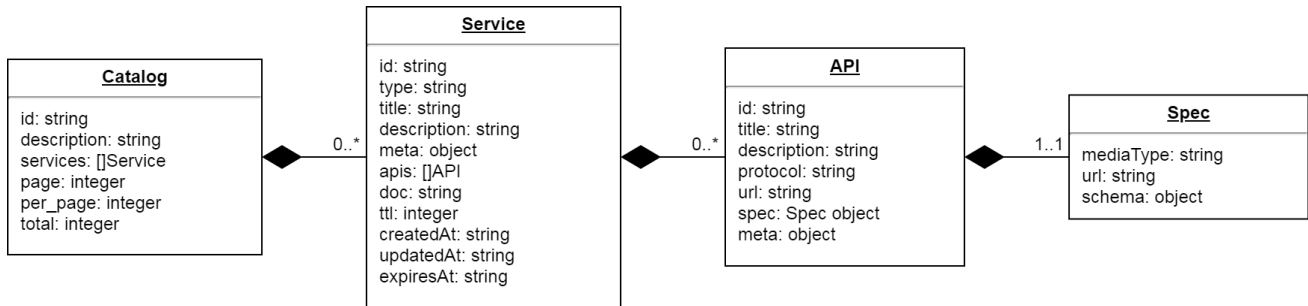 Catalog
id: string
description: string
services: []Service
page: integer
per_page: integer
total: integer
0..*
Service
id: string
type: string
title: string
description: string
meta: object
apis: []API
doc: string
ttl: integer
createdAt: string
updatedAt: string
expiresAt: string
0..*
API
id: string
title: string
description: string
protocol: string
url: string
spec: Spec object
meta: object
1..1
Spec
mediaType: string
url: string
schema: object